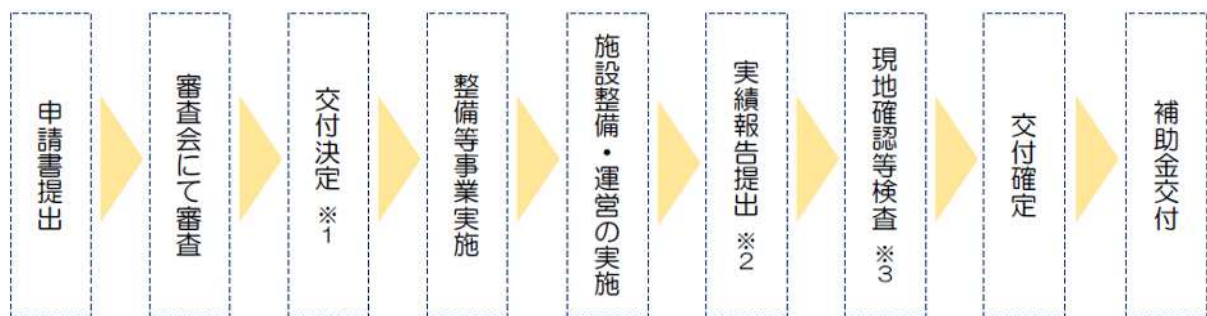 申請書提出
審査会にて審査
交付決定 ※1
整備等事業実施
施設整備・運営の実施
実績報告提出 ※2
現地確認等検査 ※3
交付確定
補助金交付